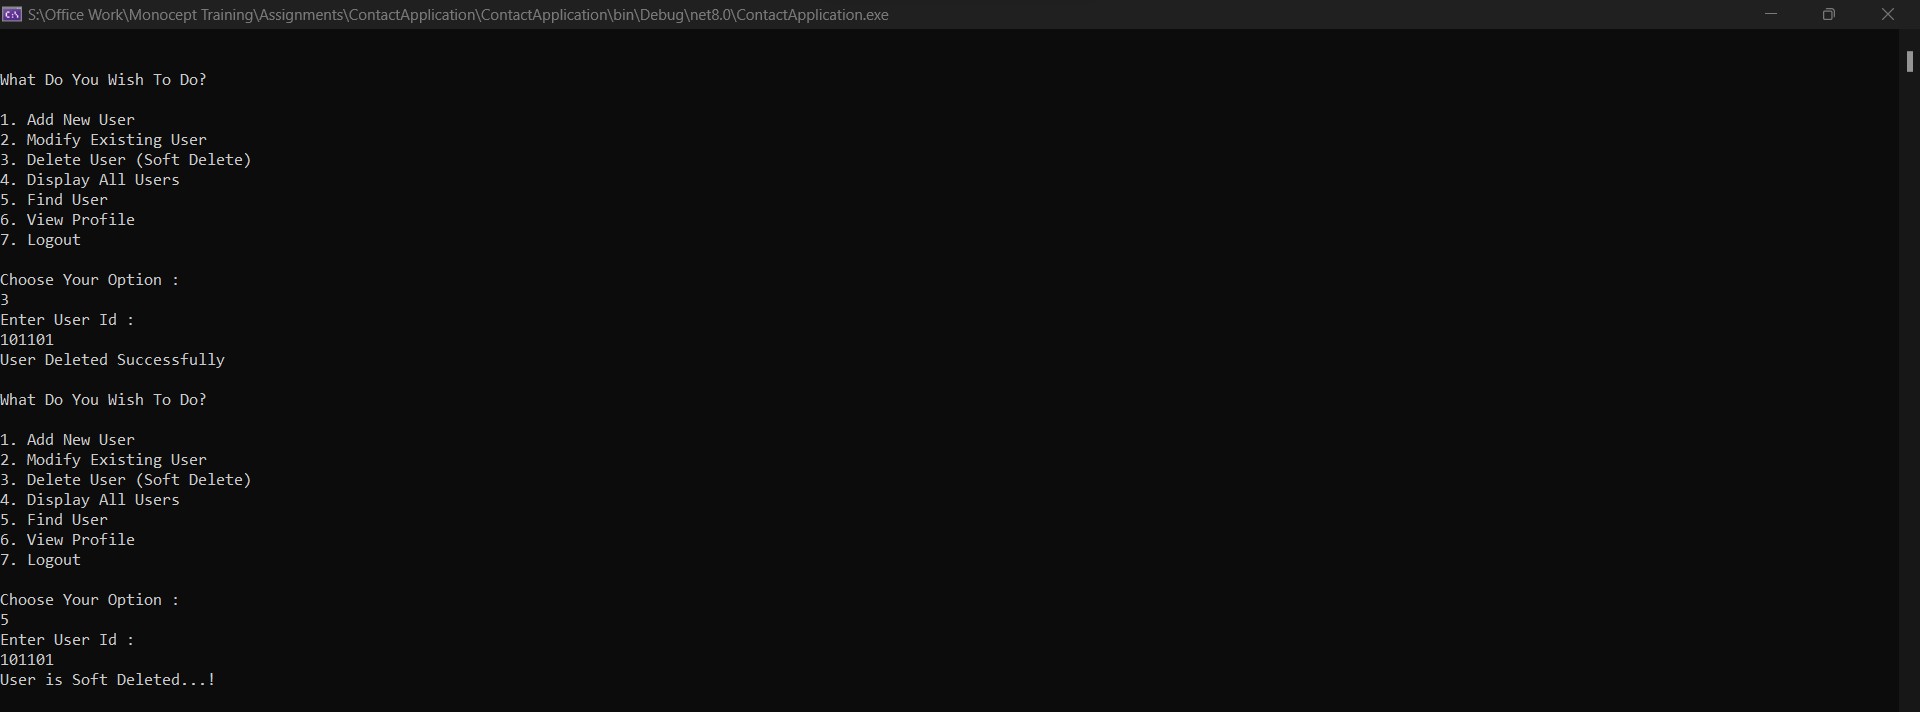 S:\Office Work\Monocept Training\Assignments\ContactApplication\ContactApplication\bin\Debug\net8.0\ContactApplication.exe
What Do You Wish To Do?
1. Add New User
2. Modify Existing User
3. Delete User (Soft Delete)
4. Display All Users
5. Find User
6. View Profile
7. Logout
Choose Your Option :
3
Enter User Id :
101101
User Deleted Successfully
What Do You Wish To Do?
1. Add New User
2. Modify Existing User
3. Delete User (Soft Delete)
4. Display All Users
5. Find User
6. View Profile
7. Logout
Choose Your Option :
5
Enter User Id :
101101
User is Soft Deleted...!